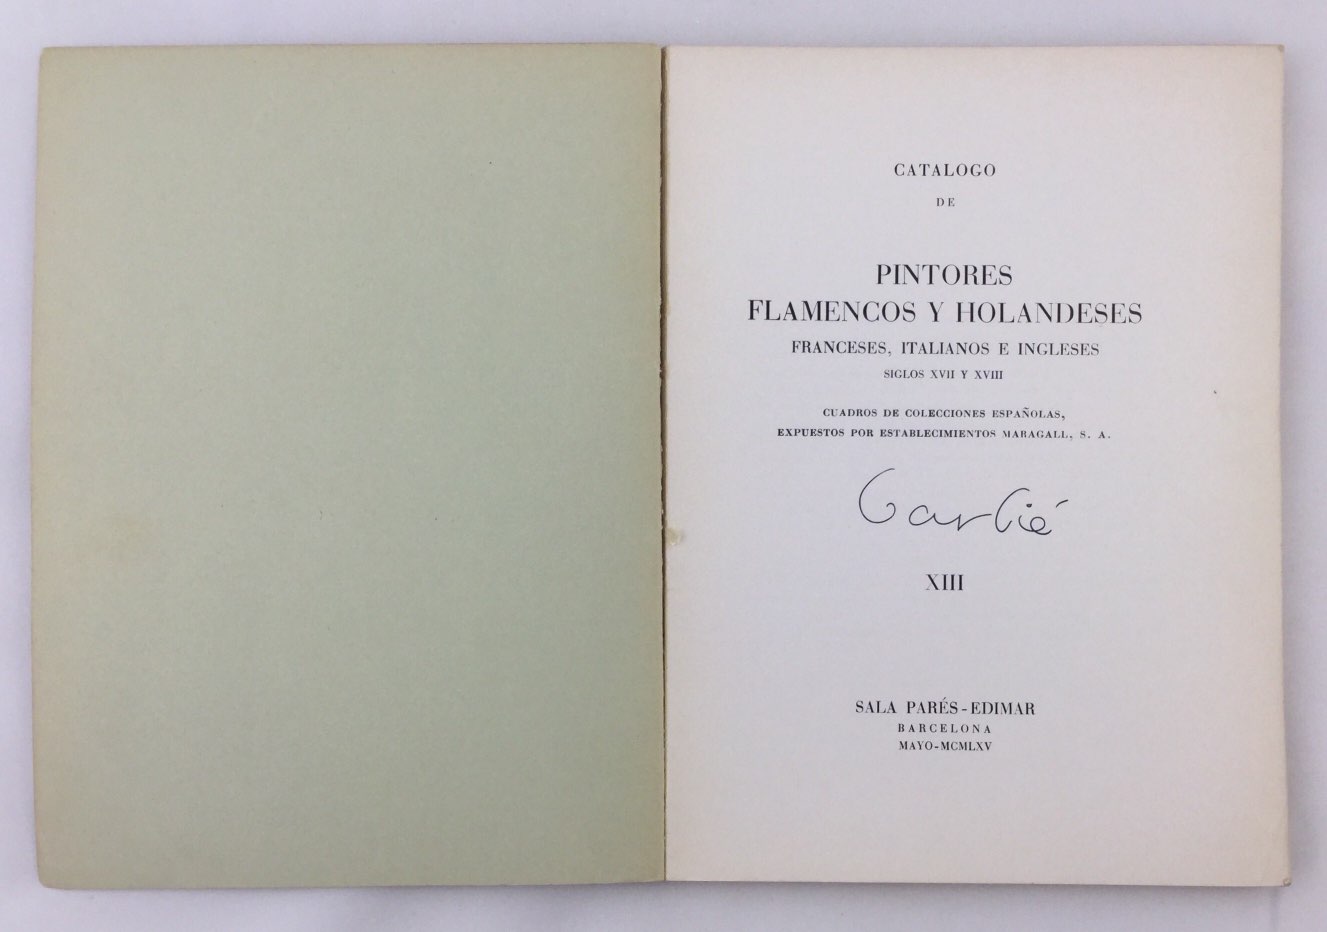 CATALOGO
DE
PINTORES
FLAMENCOS Y HOLANDESES
FRANCESES, ITALIANOS E INGLESES
SIGLOS XVII Y XVIII
CUADROS DE COLECCIONES ESPAÑOLAS,
EXPUESTOS POR ESTABLECIMIENTOS MARAGALL, S. A.
XIII
SALA PARÉS-EDIMAR
BARCELONA
MAYO-MCMLXV